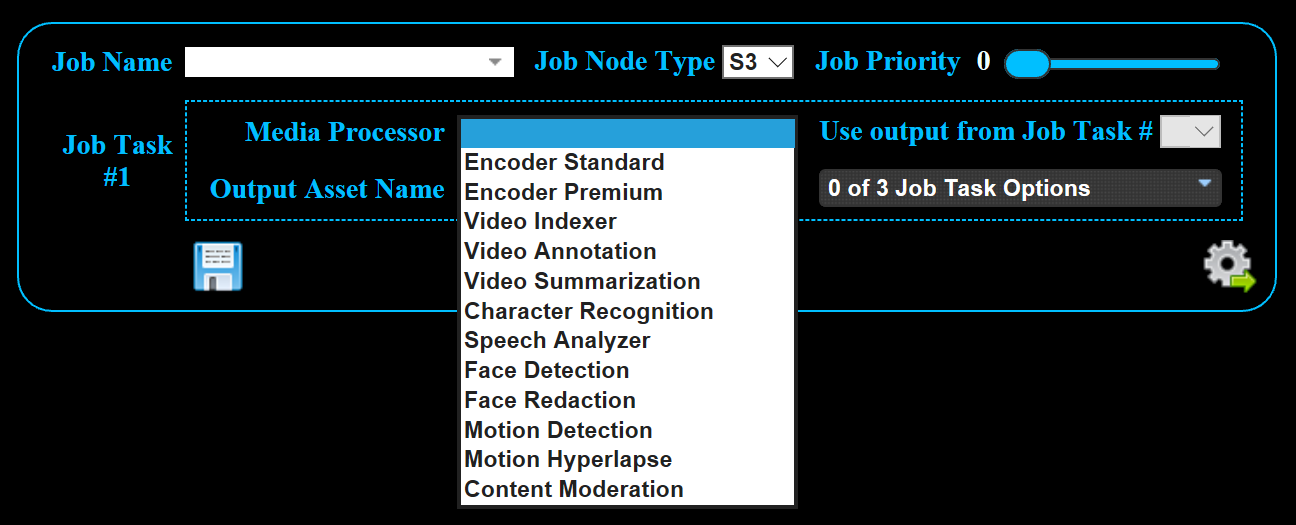 Job Name
Job Node Type S3
Job Priority 0
Job Task
#1
Media Processor
Use output from Job Task #
Output Asset Name
0 of 3 Job Task Options
Encoder Standard
Encoder Premium
Video Indexer
Video Annotation
Video Summarization
Character Recognition
Speech Analyzer
Face Detection
Face Redaction
Motion Detection
Motion Hyperlapse
Content Moderation